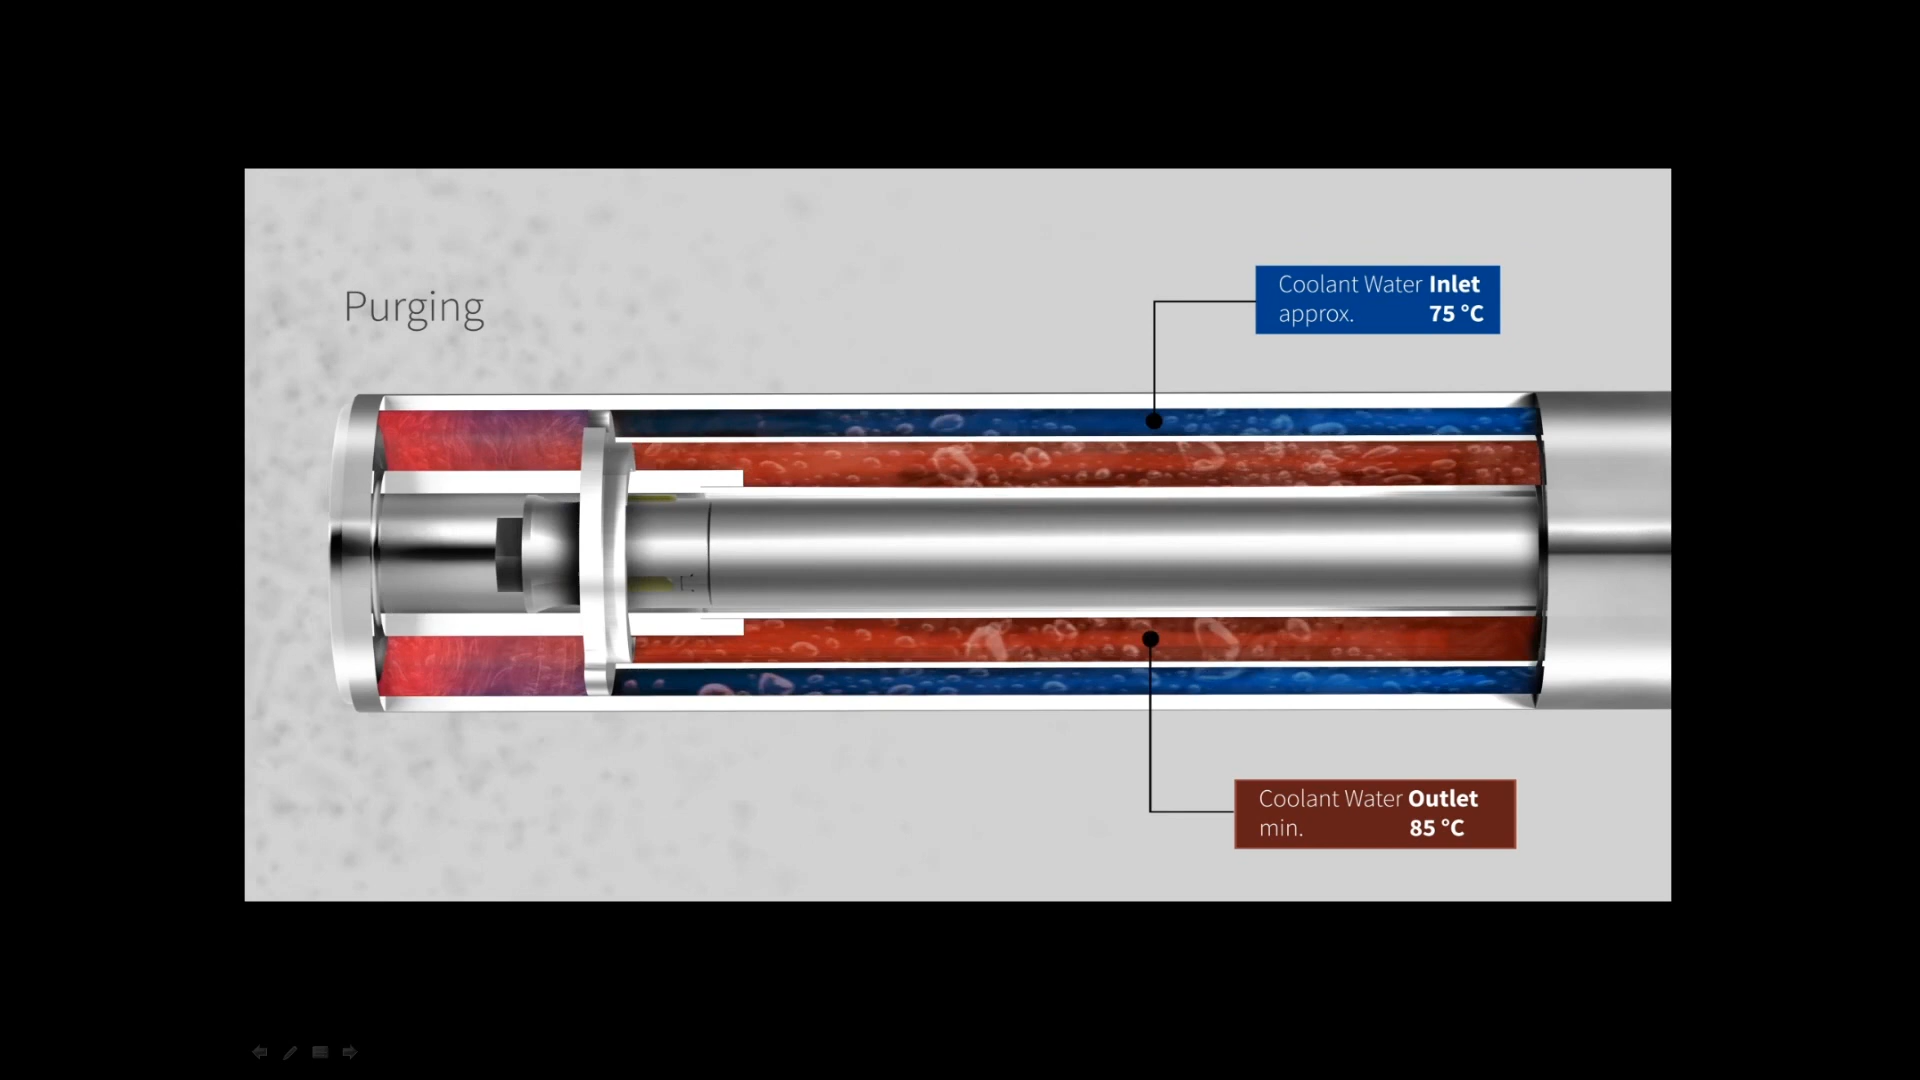 Purging
Coolant Water Inlet
approx. 75 °C
Coolant Water Outlet
min. 85 °C